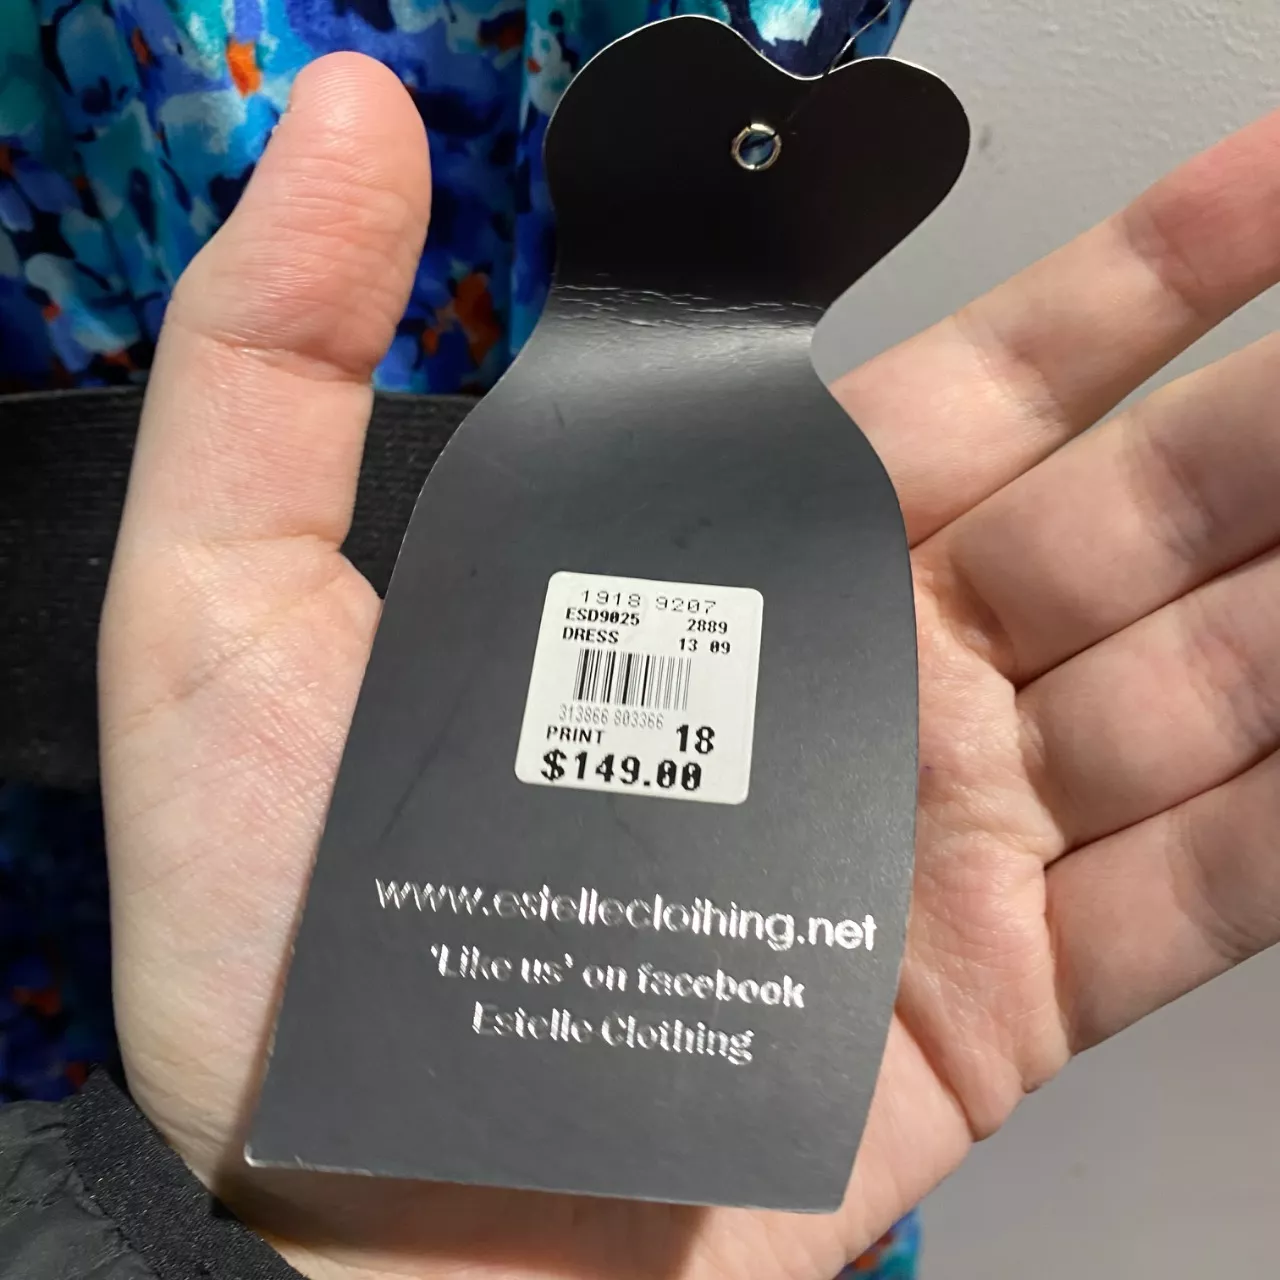 1918 9207
ESD9025 2889
DRESS 13 09
313866 803366
PRINT 18
$149.00
www.estelleclothing.net
'Like us' on facebook
Estelle Clothing